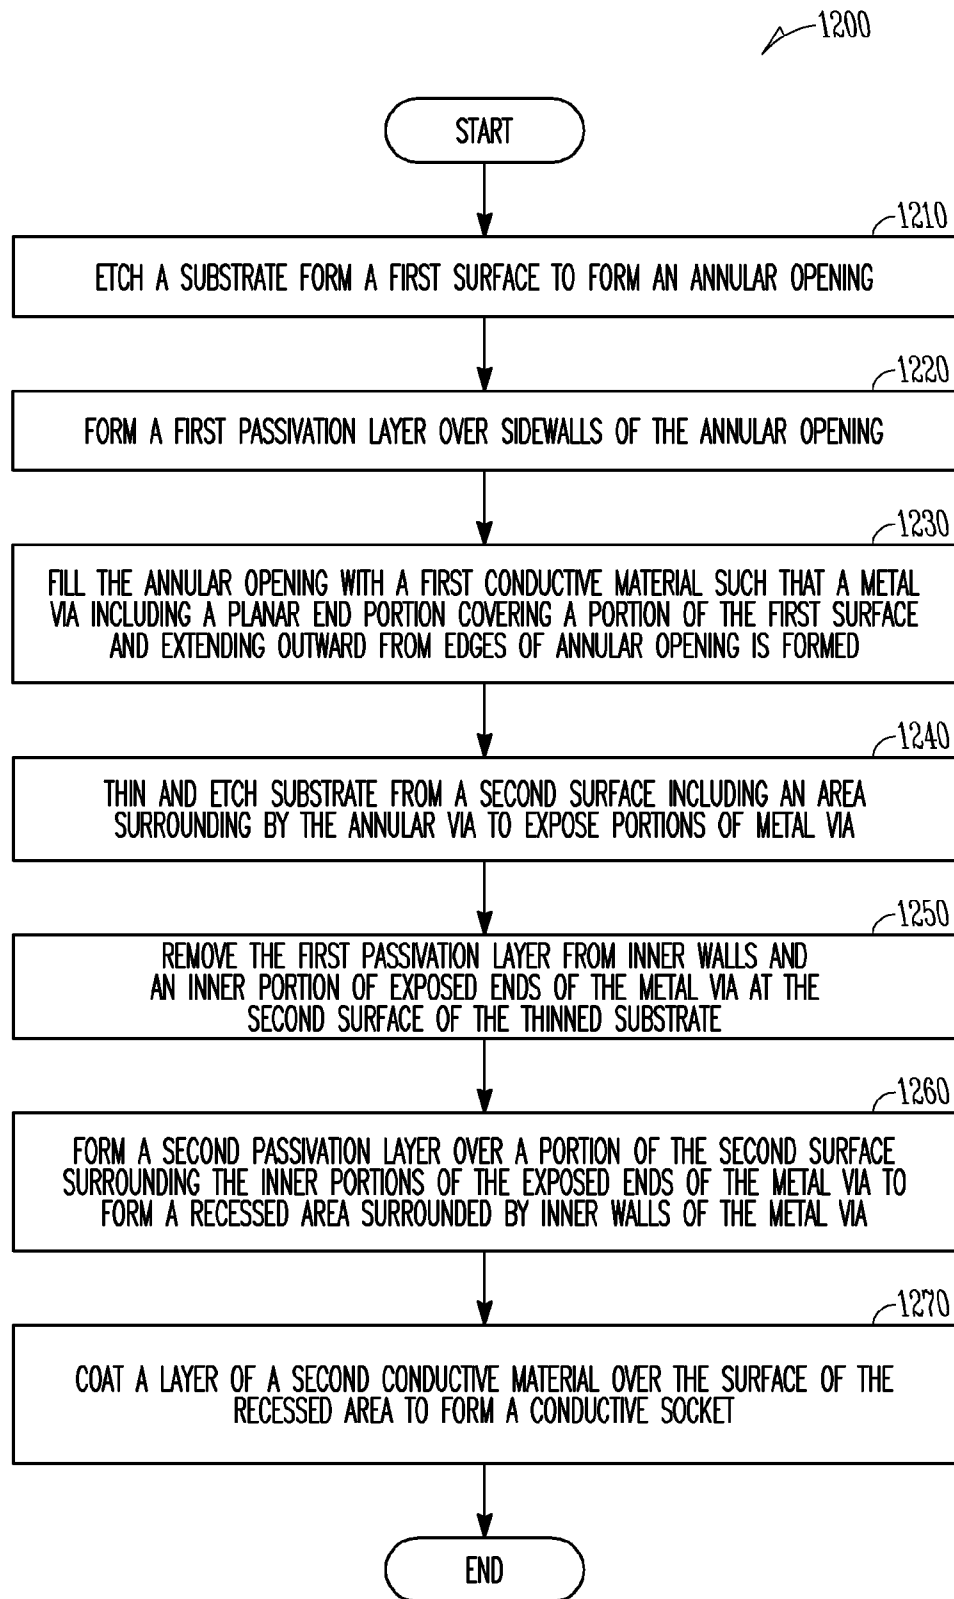 1200
START
1210
ETCH A SUBSTRATE FORM A FIRST SURFACE TO FORM AN ANNULAR OPENING
1220
FORM A FIRST PASSIVATION LAYER OVER SIDEWALLS OF THE ANNULAR OPENING
1230
FILL THE ANNULAR OPENING WITH A FIRST CONDUCTIVE MATERIAL SUCH THAT A METAL
VIA INCLUDING A PLANAR END PORTION COVERING A PORTION OF THE FIRST SURFACE
AND EXTENDING OUTWARD FROM EDGES OF ANNULAR OPENING IS FORMED
1240
THIN AND ETCH SUBSTRATE FROM A SECOND SURFACE INCLUDING AN AREA
SURROUNDING BY THE ANNULAR VIA TO EXPOSE PORTIONS OF METAL VIA
1250
REMOVE THE FIRST PASSIVATION LAYER FROM INNER WALLS AND
AN INNER PORTION OF EXPOSED ENDS OF THE METAL VIA AT THE
SECOND SURFACE OF THE THINNED SUBSTRATE
1260
FORM A SECOND PASSIVATION LAYER OVER A PORTION OF THE SECOND SURFACE
SURROUNDING THE INNER PORTIONS OF THE EXPOSED ENDS OF THE METAL VIA TO
FORM A RECESSED AREA SURROUNDED BY INNER WALLS OF THE METAL VIA
1270
COAT A LAYER OF A SECOND CONDUCTIVE MATERIAL OVER THE SURFACE OF THE
RECESSED AREA TO FORM A CONDUCTIVE SOCKET
END